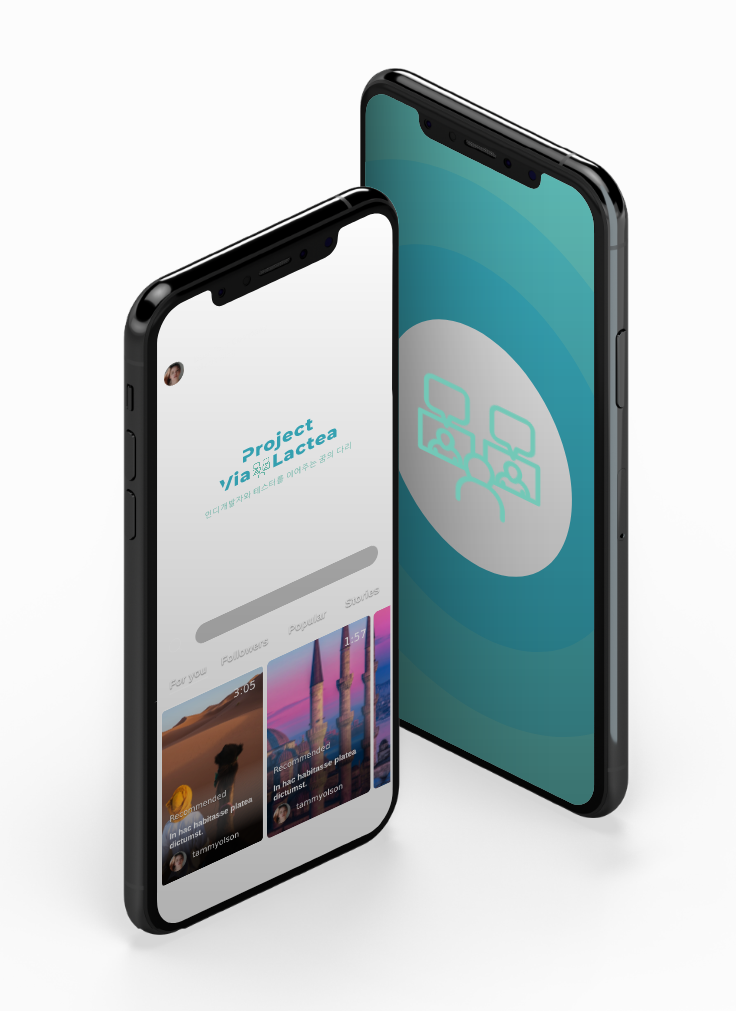 Project
Via Lactea
인디개발자와 테스터를 이어주는 꿈의 다리
For you Followers Popular Stories
3:05
Recommended
In hac habitasse platea
dictumst.
tammyolson
1:57
Recommended
In hac habitasse platea
dictumst.
tammyolson